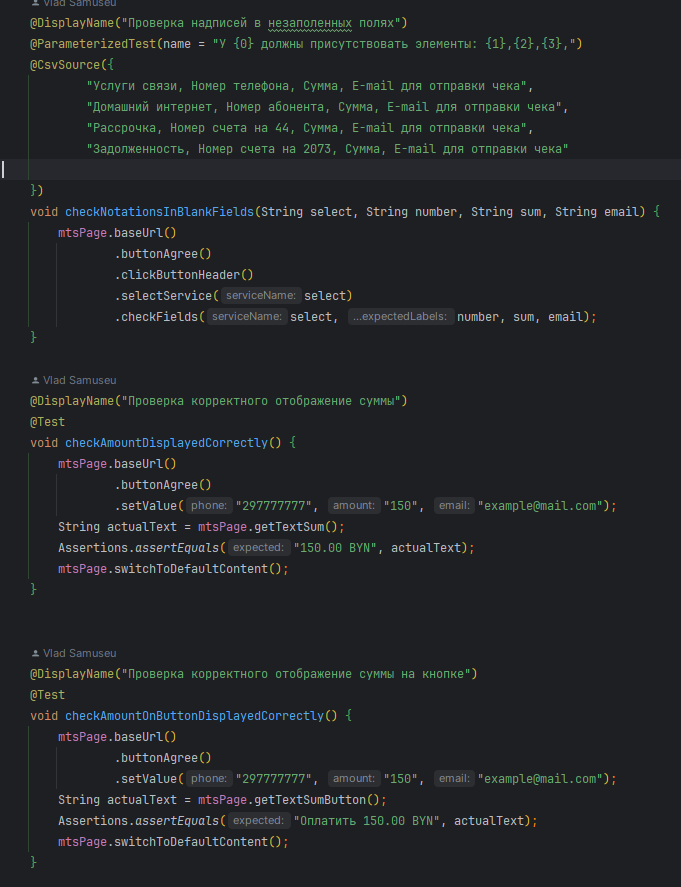 Vlad Samuseu
@DisplayName("Проверка надписей в незаполенных полях")
@ParameterizedTest(name = "У {0} должны присутствовать элементы: {1},{2},{3},")
@CsvSource({
"Услуги связи, Номер телефона, Сумма, E-mail для отправки чека",
"Домашний интернет, Номер абонента, Сумма, E-mail для отправки чека",
"Рассрочка, Номер счета на 44, Сумма, E-mail для отправки чека",
"Задолженность, Номер счета на 2073, Сумма, E-mail для отправки чека"
})
void checkNotationsInBlankFields(String select, String number, String sum, String email) {
mtsPage.baseUrl()
.buttonAgree()
.clickButtonHeader()
.selectService( serviceName: select)
.checkFields( serviceName: select, ...expectedLabels: number, sum, email);
}
Vlad Samuseu
@DisplayName("Проверка корректного отображение суммы")
@Test
void checkAmountDisplayedCorrectly() {
mtsPage.baseUrl()
.buttonAgree()
.setValue( phone: "297777777", amount: "150", email: "example@mail.com");
String actualText = mtsPage.getTextSum();
Assertions.assertEquals( expected: "150.00 BYN", actualText);
mtsPage.switchToDefaultContent();
}
Vlad Samuseu
@DisplayName("Проверка корректного отображение суммы на кнопке")
@Test
void checkAmountOnButtonDisplayedCorrectly() {
mtsPage.baseUrl()
.buttonAgree()
.setValue( phone: "297777777", amount: "150", email: "example@mail.com");
String actualText = mtsPage.getTextSumButton();
Assertions.assertEquals( expected: "Оплатить 150.00 BYN", actualText);
mtsPage.switchToDefaultContent();
}